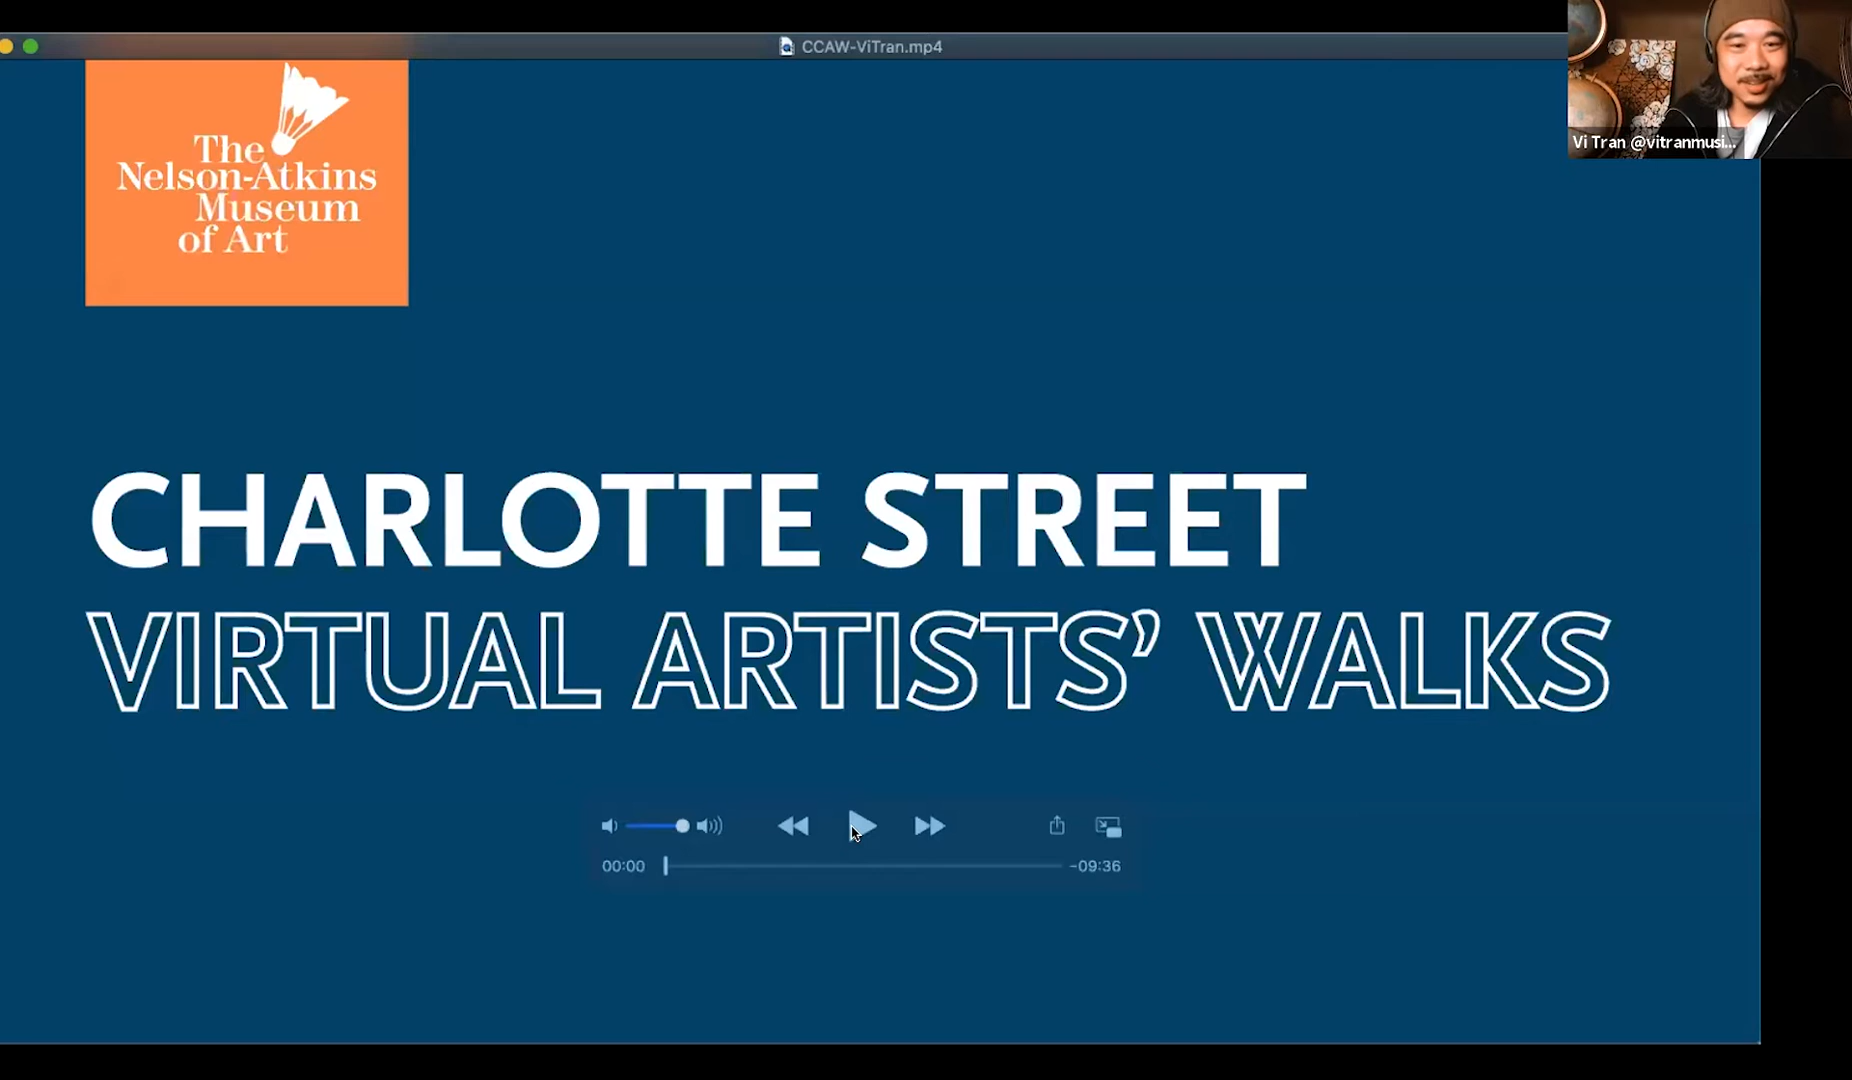 CCAW-ViTran.mp4
The
Nelson-Atkins
Museum
of Art
Vi Tran @vitranmusi...
CHARLOTTE STREET
VIRTUAL ARTISTS’ WALKS
00:00
-09:36